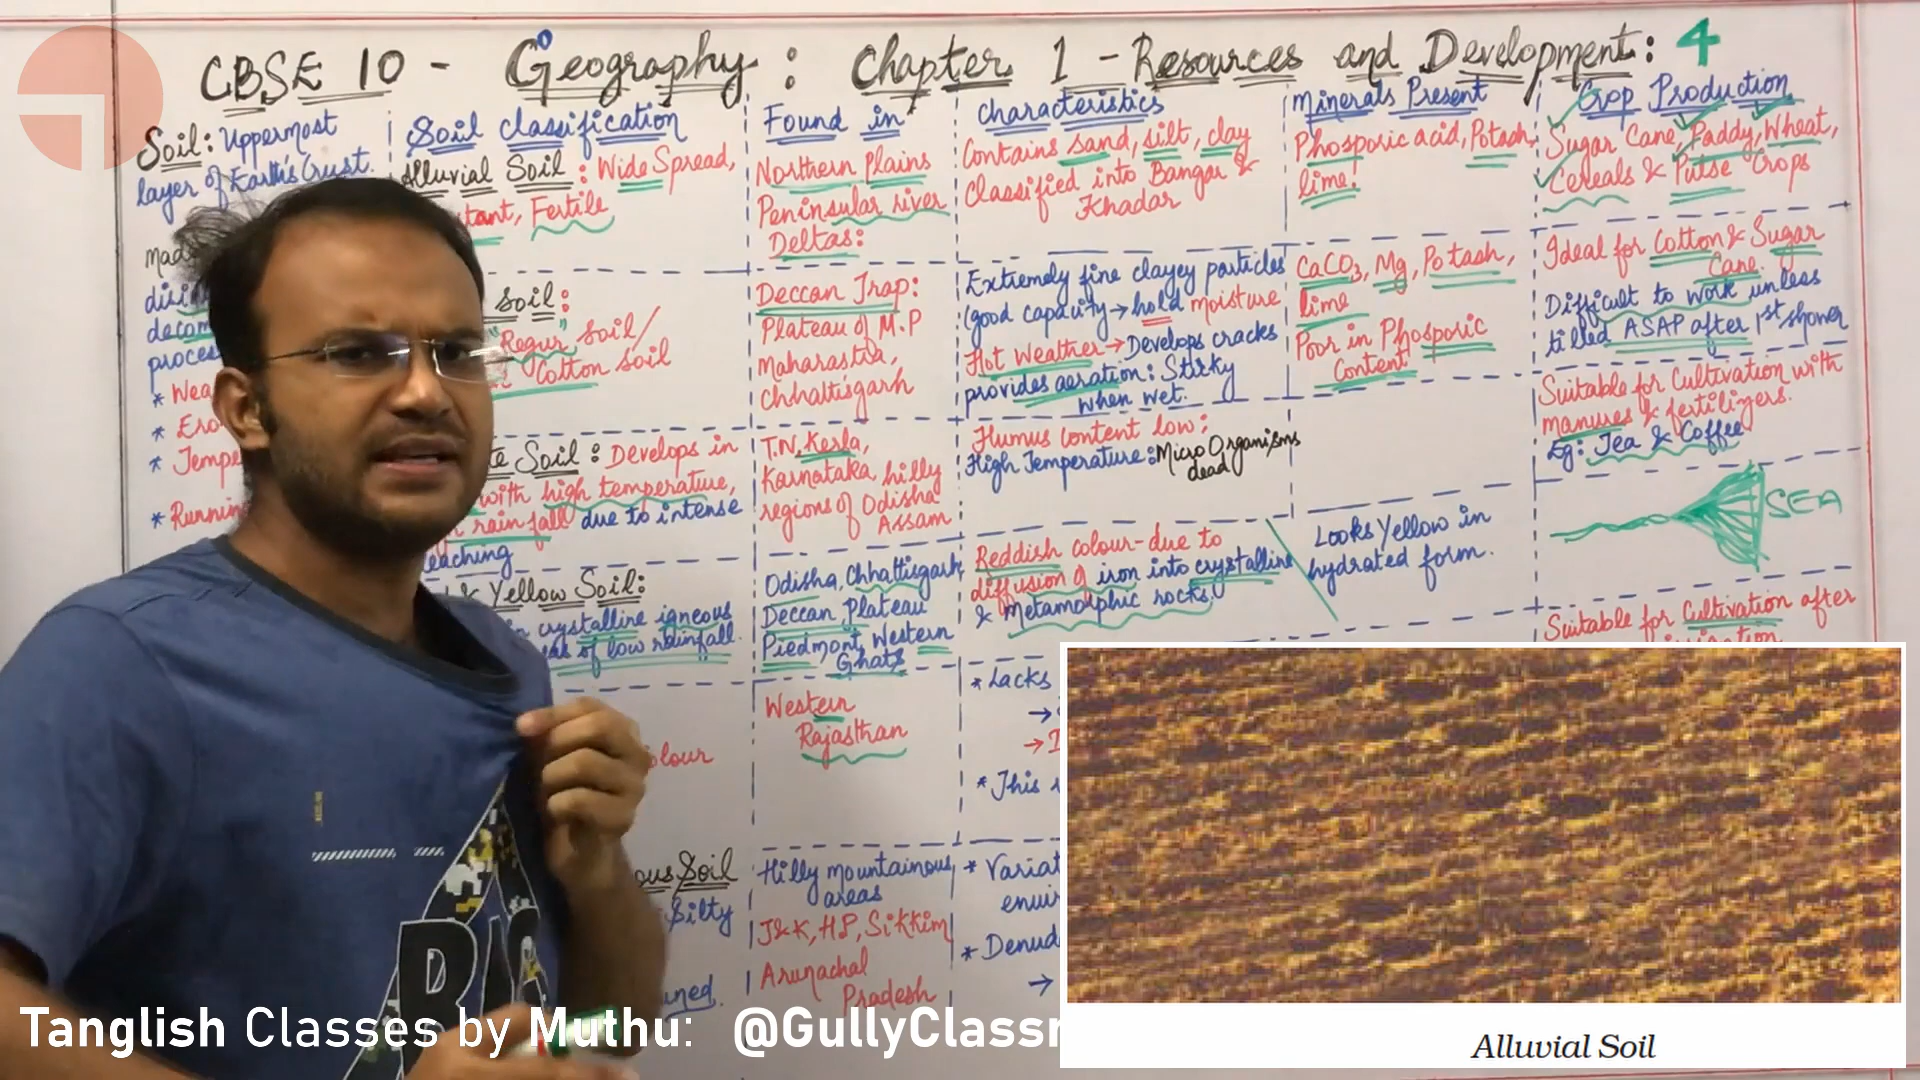 CBSE 10 - Geography : Chapter 1 - Resources and Development: 4
Soil: Uppermost
layer of Earth's Crust.
Soil classification
Alluvial Soil : Wide Spread,
Fertile
soil:
"Regur" soil/
Cotton soil
Soil : Develops in
with high temperature,
rainfall due to intense
leaching
& Yellow Soil:
in crystalline igneous
of low rainfall.
colour
Soil
Silty
Found in
Northern Plains
Peninsular river
Deltas:
Deccan Trap:
Plateau of M.P
Maharastra,
Chhattisgarh
T.N, Kerla,
Karnataka, hilly
regions of Odisha
Assam
Odisha, Chhattisgarh,
Deccan Plateau
Piedmont Western
Ghats
Western
Rajasthan
Hilly mountainous
areas
J&K, HP, Sikkim
Arunachal
Pradesh
Characteristics
Contains sand, silt, clay
Classified into Bangar &
Khadar
Extremely fine clayey particles
(good capacity → hold moisture
Hot Weather → Develops cracks
provides aeration: Stirky
when wet.
Humus content low;
High Temperature: Micro Organisms
dead
Reddish colour - due to
diffusion of iron into crystalline
& Metamorphic rocks.
* Lacks
* This
* Variat
* Denud
Minerals Present
Phosporic acid, Potash,
lime!
CaCO3, Mg, Potash,
lime
Poor in Phosporic
Content
Looks Yellow in
hydrated form.
Crop Production
Sugar Cane, Paddy, Wheat,
Cereals & Pulse Crops
Ideal for Cotton & Sugar
Cane.
Difficult to work unless
tilled ASAP after 1st shower
Suitable for Cultivation with
manures & fertilizers.
Eg: Tea & Coffee
SEA
Suitable for Cultivation after
Alluvial Soil
Tanglish Classes by Muthu: @GullyClassr